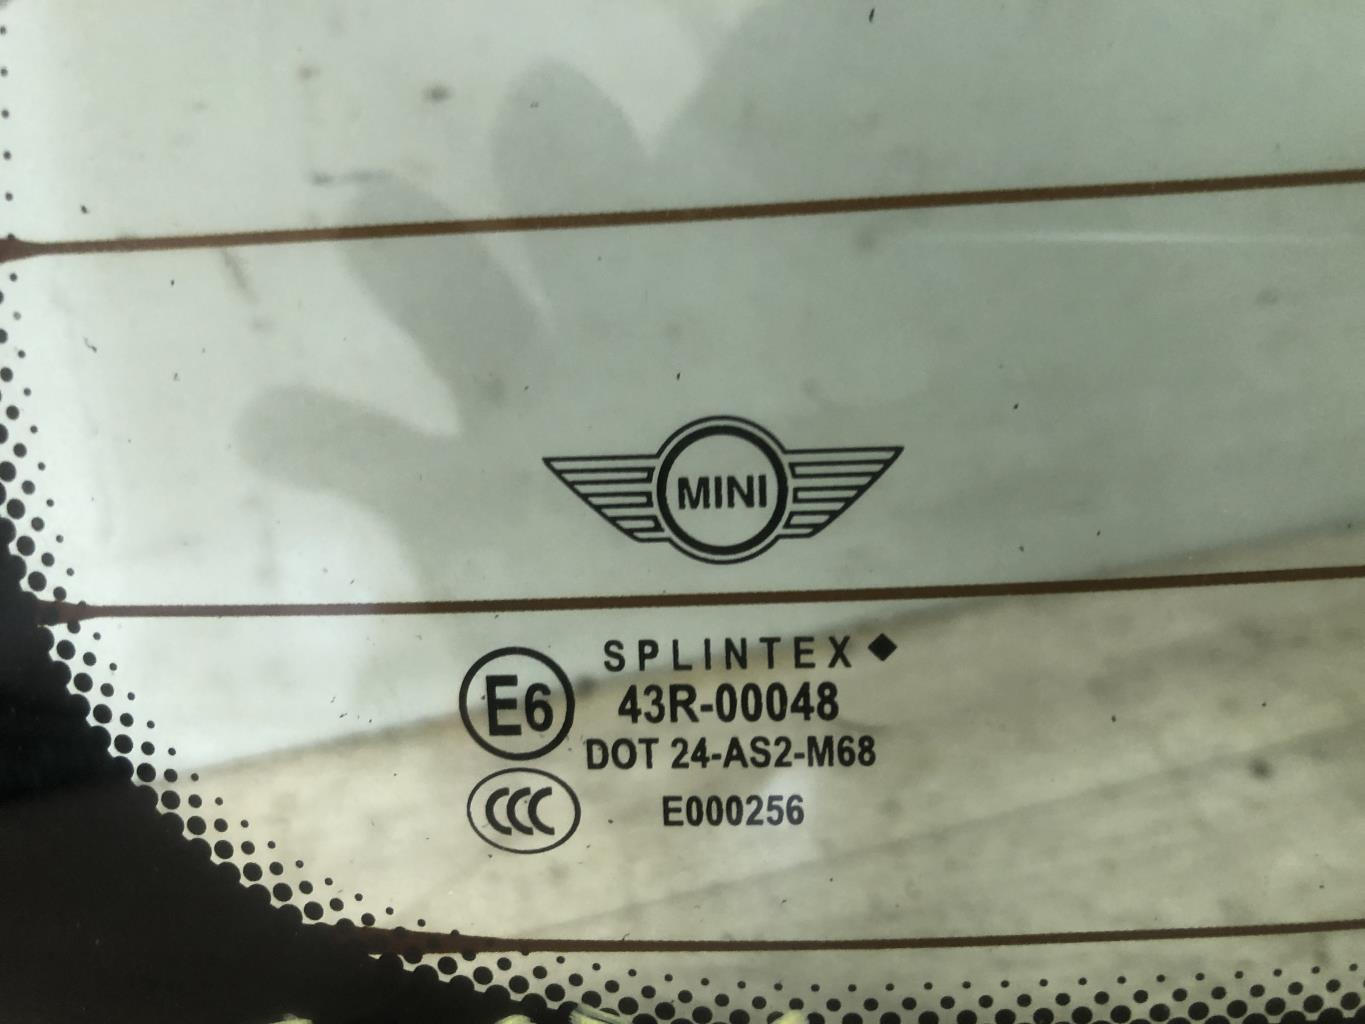 MINI
SPLINTEX
E6 43R-00048
DOT 24-AS2-M68
CCC E000256